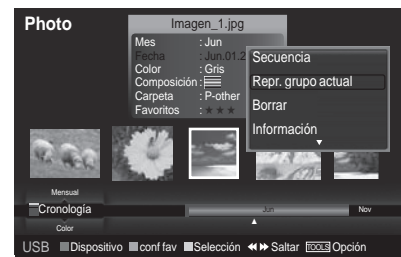 Photo
Imagen_1.jpg
Mes : Jun
Fecha : Jun.01.2
Color : Gris
Composición :
Carpeta : P-other
Favoritos : ★ ★ ★
Secuencia
Repr. grupo actual
Borrar
Información
Mensual
Cronología
Jun
Nov
Color
USB Dispositivo conf fav Selección Saltar TOOLS Opción